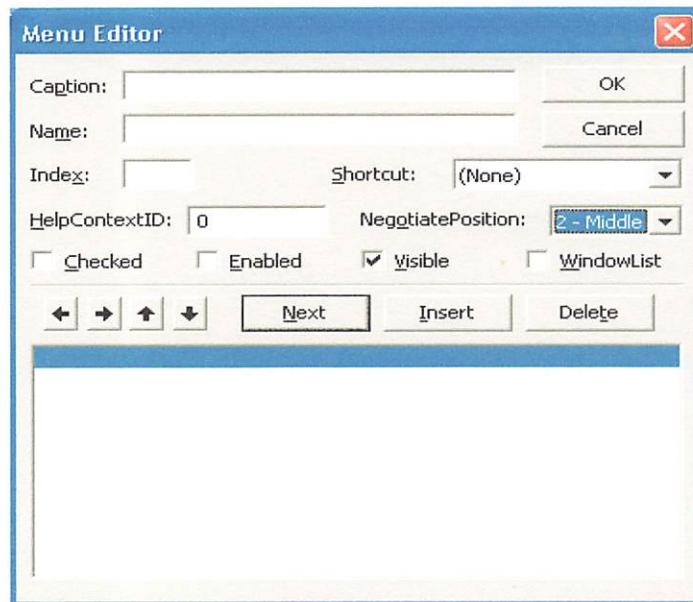 Menu Editor
Caption: OK
Name: Cancel
Index: Shortcut: (None)
HelpContextID: 0 NegotiatePosition: 2 - Middle
Checked Enabled Visible WindowList
Next Insert Delete